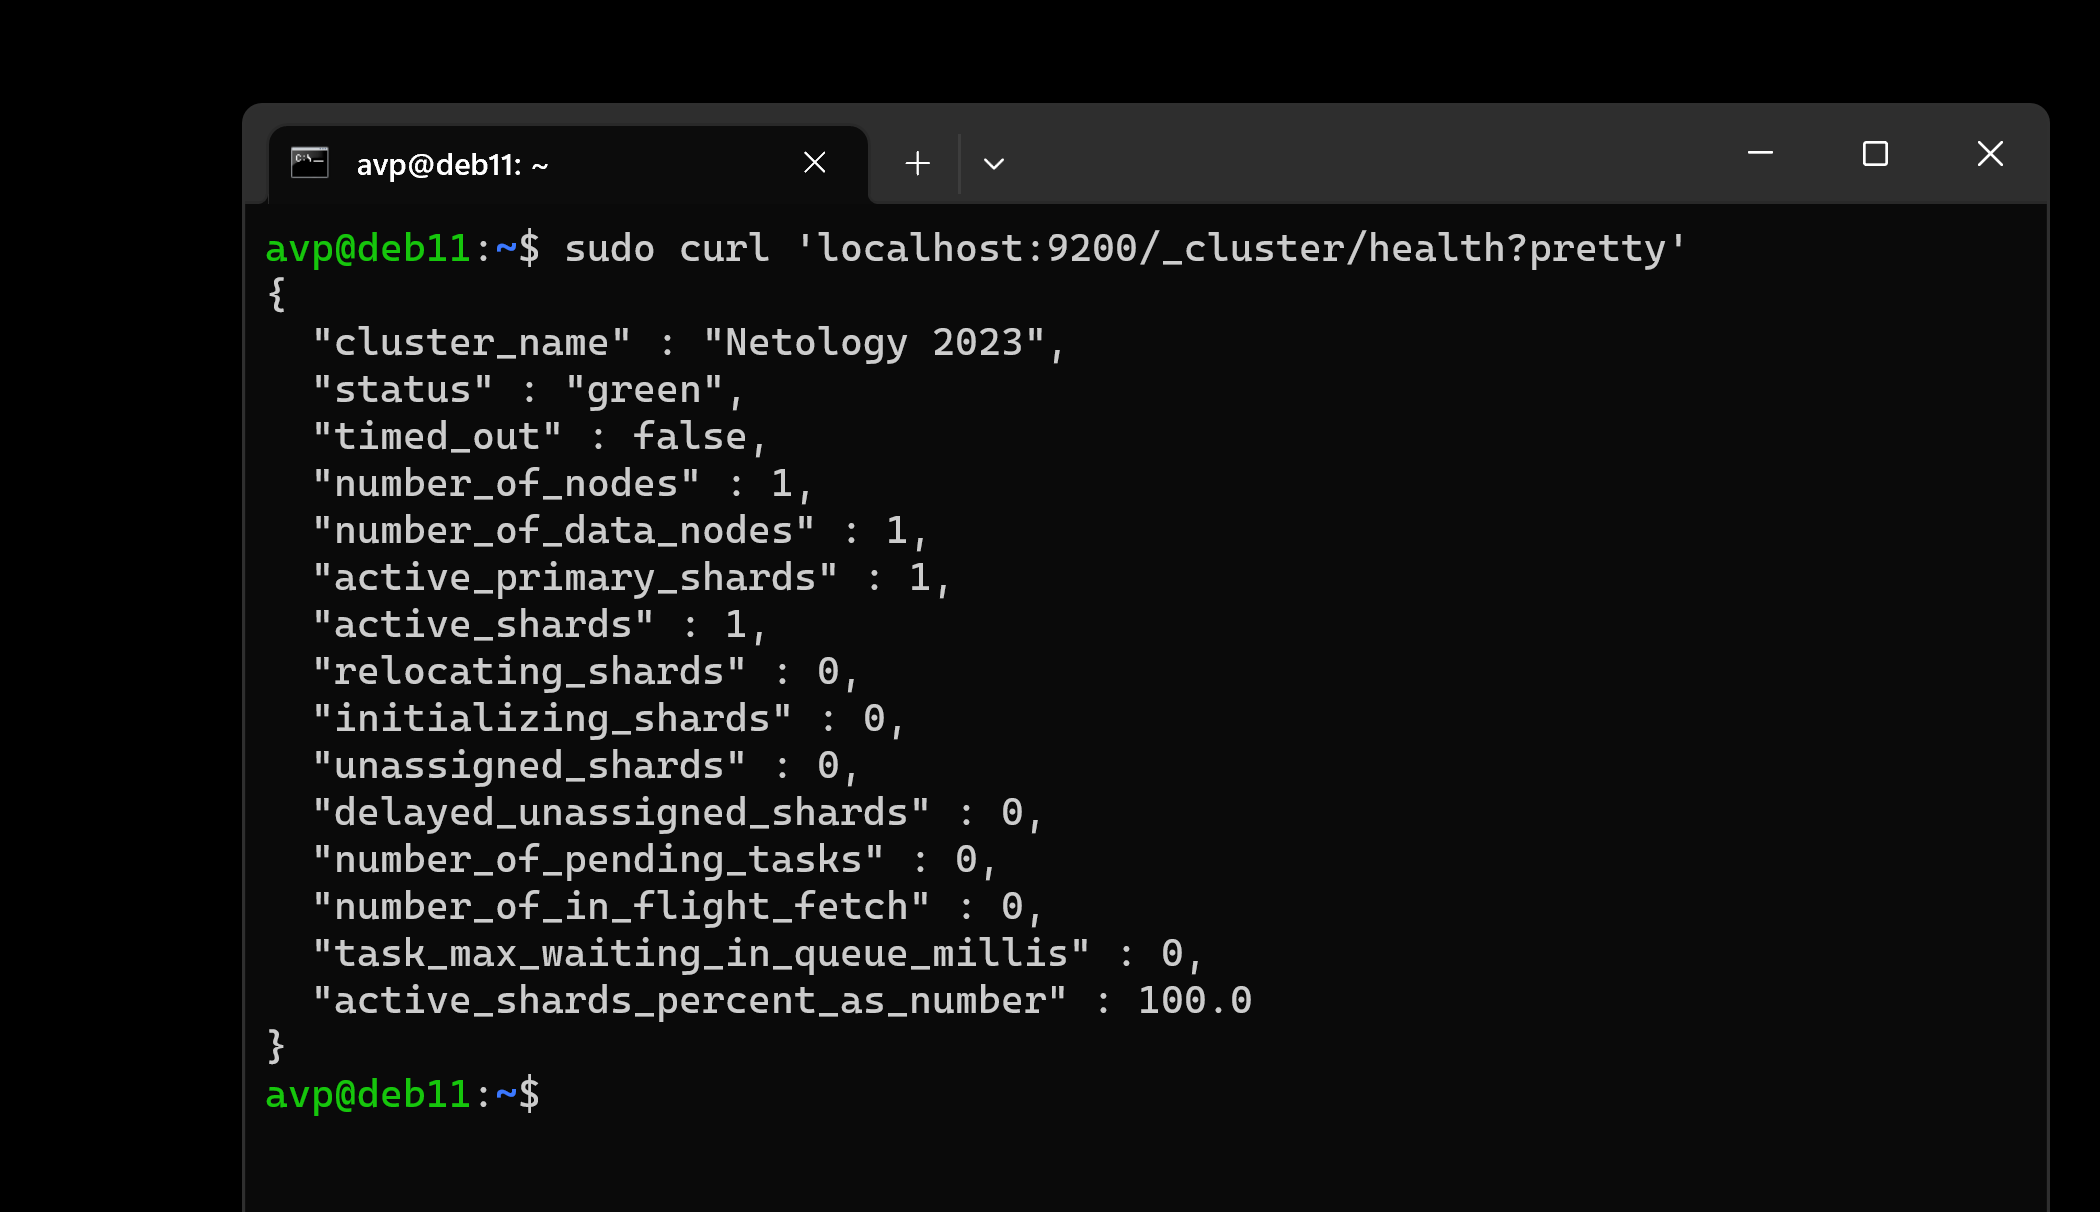 avp@deb11: ~
avp@deb11:~$ sudo curl 'localhost:9200/_cluster/health?pretty'
{
  "cluster_name" : "Netology 2023",
  "status" : "green",
  "timed_out" : false,
  "number_of_nodes" : 1,
  "number_of_data_nodes" : 1,
  "active_primary_shards" : 1,
  "active_shards" : 1,
  "relocating_shards" : 0,
  "initializing_shards" : 0,
  "unassigned_shards" : 0,
  "delayed_unassigned_shards" : 0,
  "number_of_pending_tasks" : 0,
  "number_of_in_flight_fetch" : 0,
  "task_max_waiting_in_queue_millis" : 0,
  "active_shards_percent_as_number" : 100.0
}
avp@deb11:~$